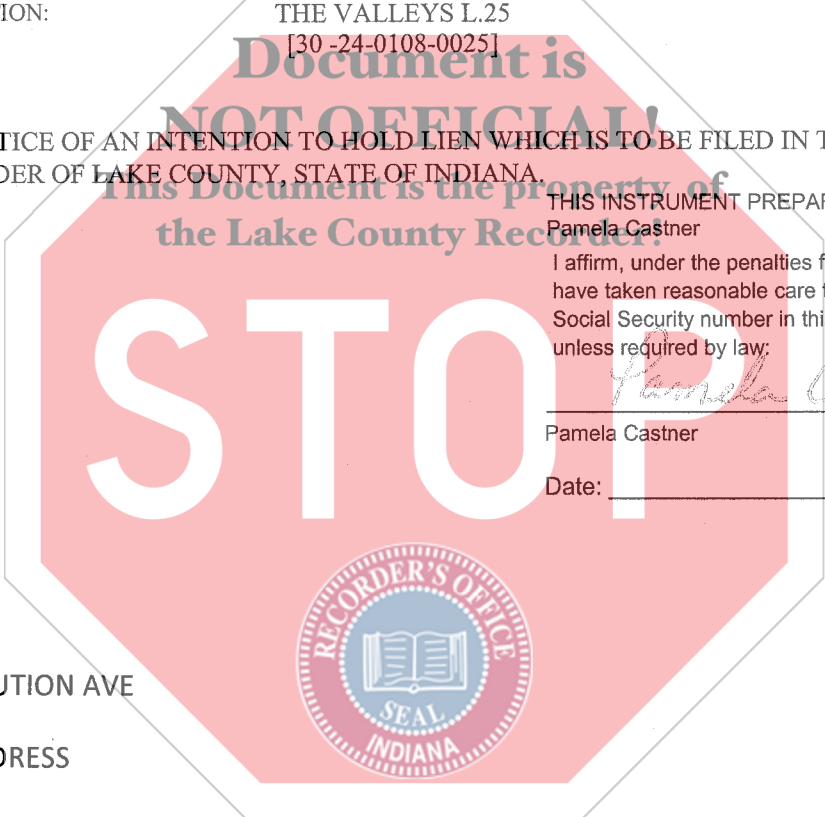 ION:
THE VALLEYS L.25
[30 -24-0108-0025]
Document is
NOT OFFICIAL!
TICE OF AN INTENTION TO HOLD LIEN WHICH IS TO BE FILED IN T
DER OF LAKE COUNTY, STATE OF INDIANA.
This Document is the property of
the Lake County Recorder!
THIS INSTRUMENT PREPAR
Pamela Castner
I affirm, under the penalties f
have taken reasonable care t
Social Security number in thi
unless required by law:
Pamela C
Pamela Castner
Date:
STOP
RECORDER'S OFFICE
SEAL
INDIANA
UTION AVE
DRESS